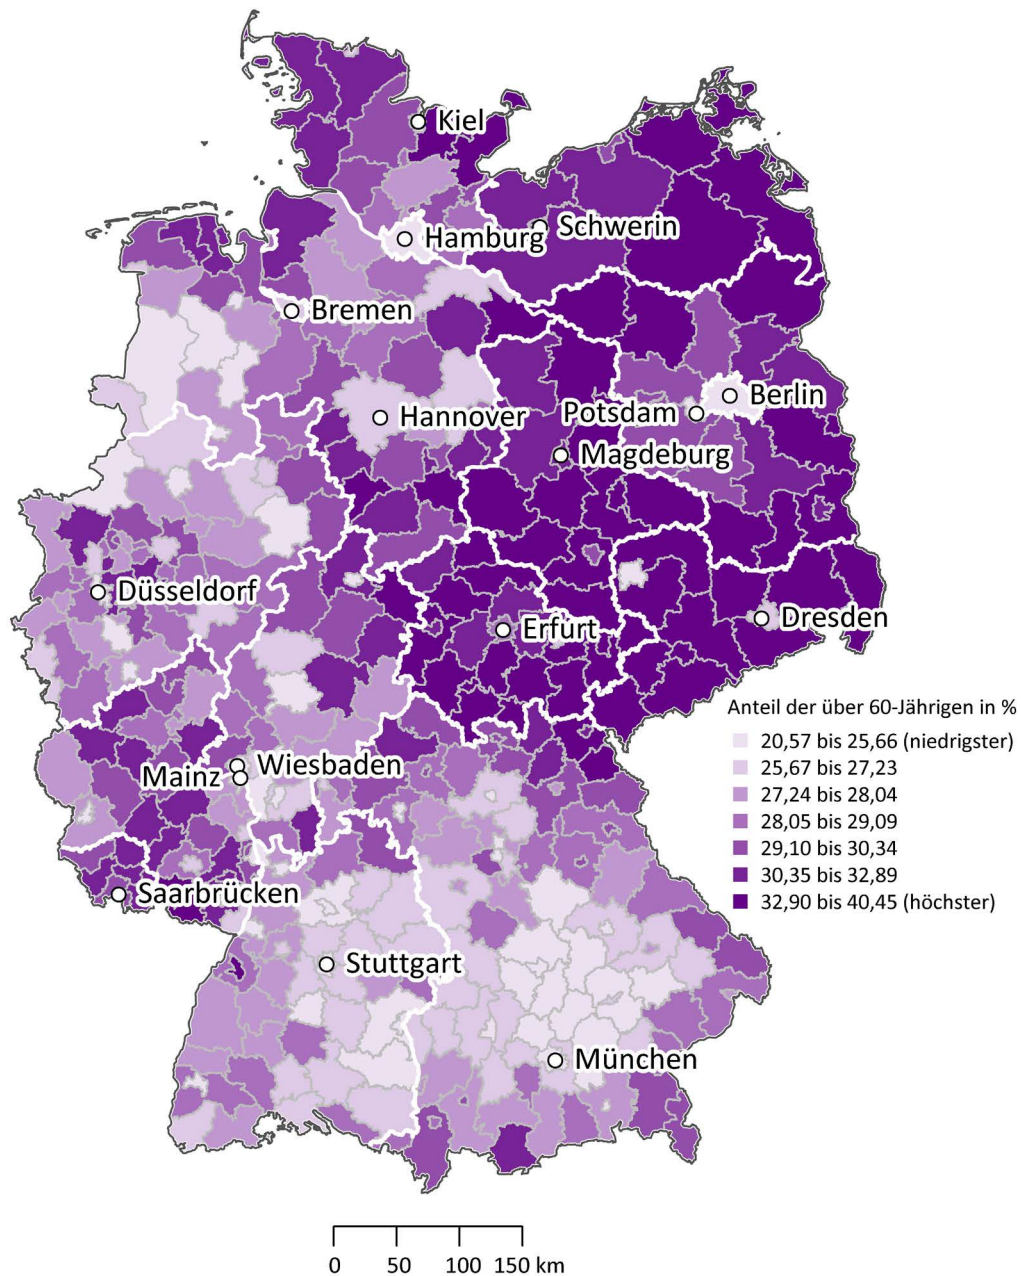 Kiel
Schwerin
Hamburg
Bremen
Berlin
Hannover
Potsdam
Magdeburg
Düsseldorf
Dresden
Erfurt
Anteil der über 60-Jährigen in %
20,57 bis 25,66 (niedrigster)
25,67 bis 27,23
27,24 bis 28,04
28,05 bis 29,09
29,10 bis 30,34
30,35 bis 32,89
32,90 bis 40,45 (höchster)
Wiesbaden
Mainz
Saarbrücken
Stuttgart
München
0 50 100 150 km